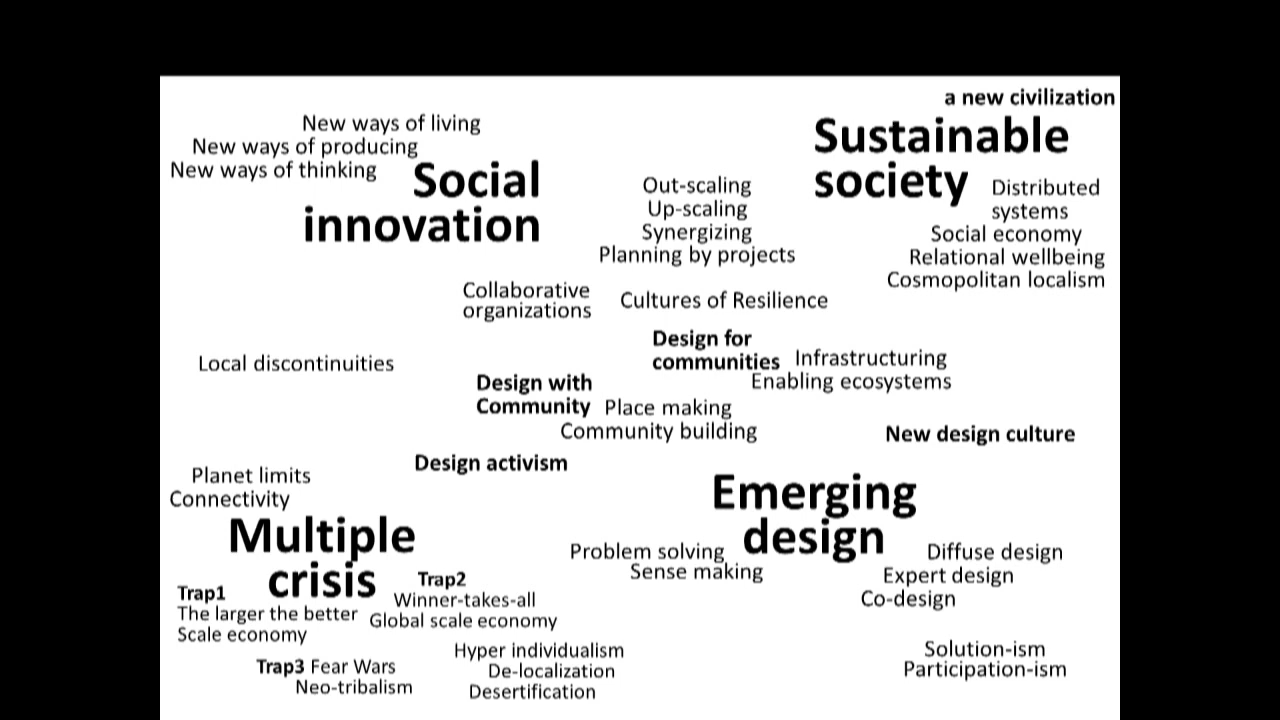 a new civilization
New ways of living
New ways of producing
New ways of thinking
Social
innovation
Sustainable
society
Out-scaling
Up-scaling
Synergizing
Planning by projects
Distributed
systems
Social economy
Relational wellbeing
Cosmopolitan localism
Collaborative
organizations
Cultures of Resilience
Local discontinuities
Design for
communities
Infrastructuring
Enabling ecosystems
Design with
Community
Place making
Community building
New design culture
Design activism
Planet limits
Connectivity
Multiple
crisis
Emerging
design
Problem solving
Sense making
Diffuse design
Expert design
Co-design
Trap1
The larger the better
Scale economy
Trap2
Winner-takes-all
Global scale economy
Trap3 Fear Wars
Neo-tribalism
Hyper individualism
De-localization
Desertification
Solution-ism
Participation-ism